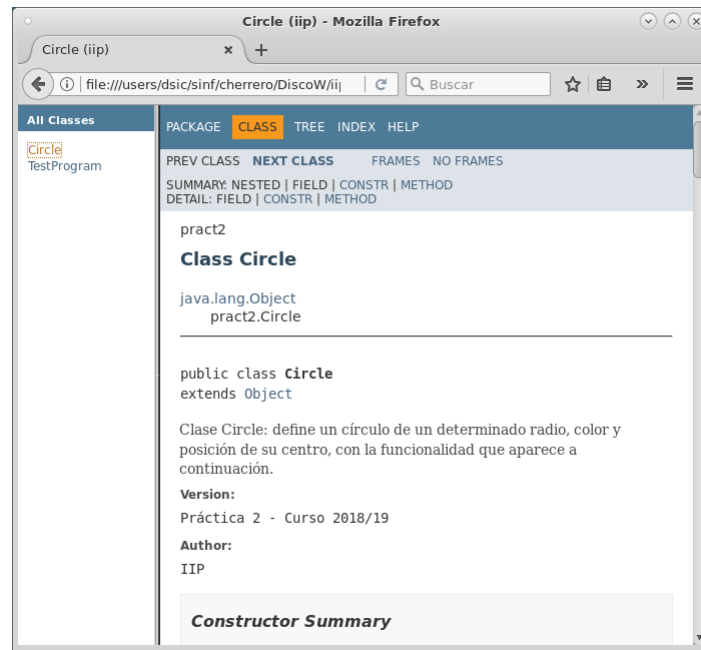 Circle (iip) - Mozilla Firefox
Circle (iip)
file:///users/dsic/sinf/cherrero/DiscoW/iip
Buscar
All Classes
Circle
TestProgram
PACKAGE CLASS TREE INDEX HELP
PREV CLASS NEXT CLASS FRAMES NO FRAMES
SUMMARY: NESTED | FIELD | CONSTR | METHOD
DETAIL: FIELD | CONSTR | METHOD
pract2
Class Circle
java.lang.Object
pract2.Circle
public class Circle
extends Object
Clase Circle: define un círculo de un determinado radio, color y
posición de su centro, con la funcionalidad que aparece a
continuación.
Version:
Práctica 2 - Curso 2018/19
Author:
IIP
Constructor Summary